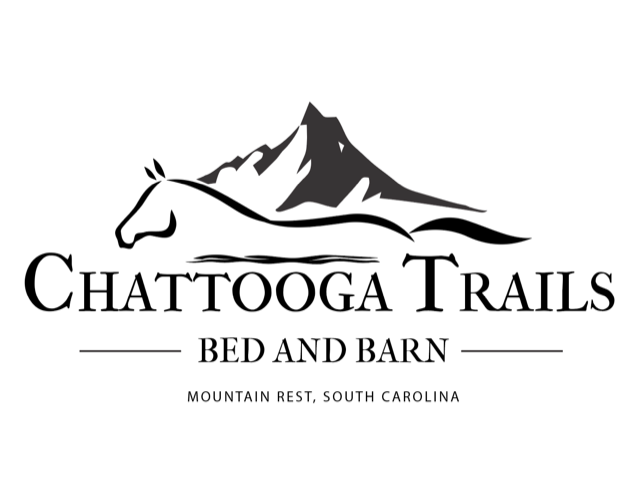 CHATTOOGA TRAILS
BED AND BARN
MOUNTAIN REST, SOUTH CAROLINA